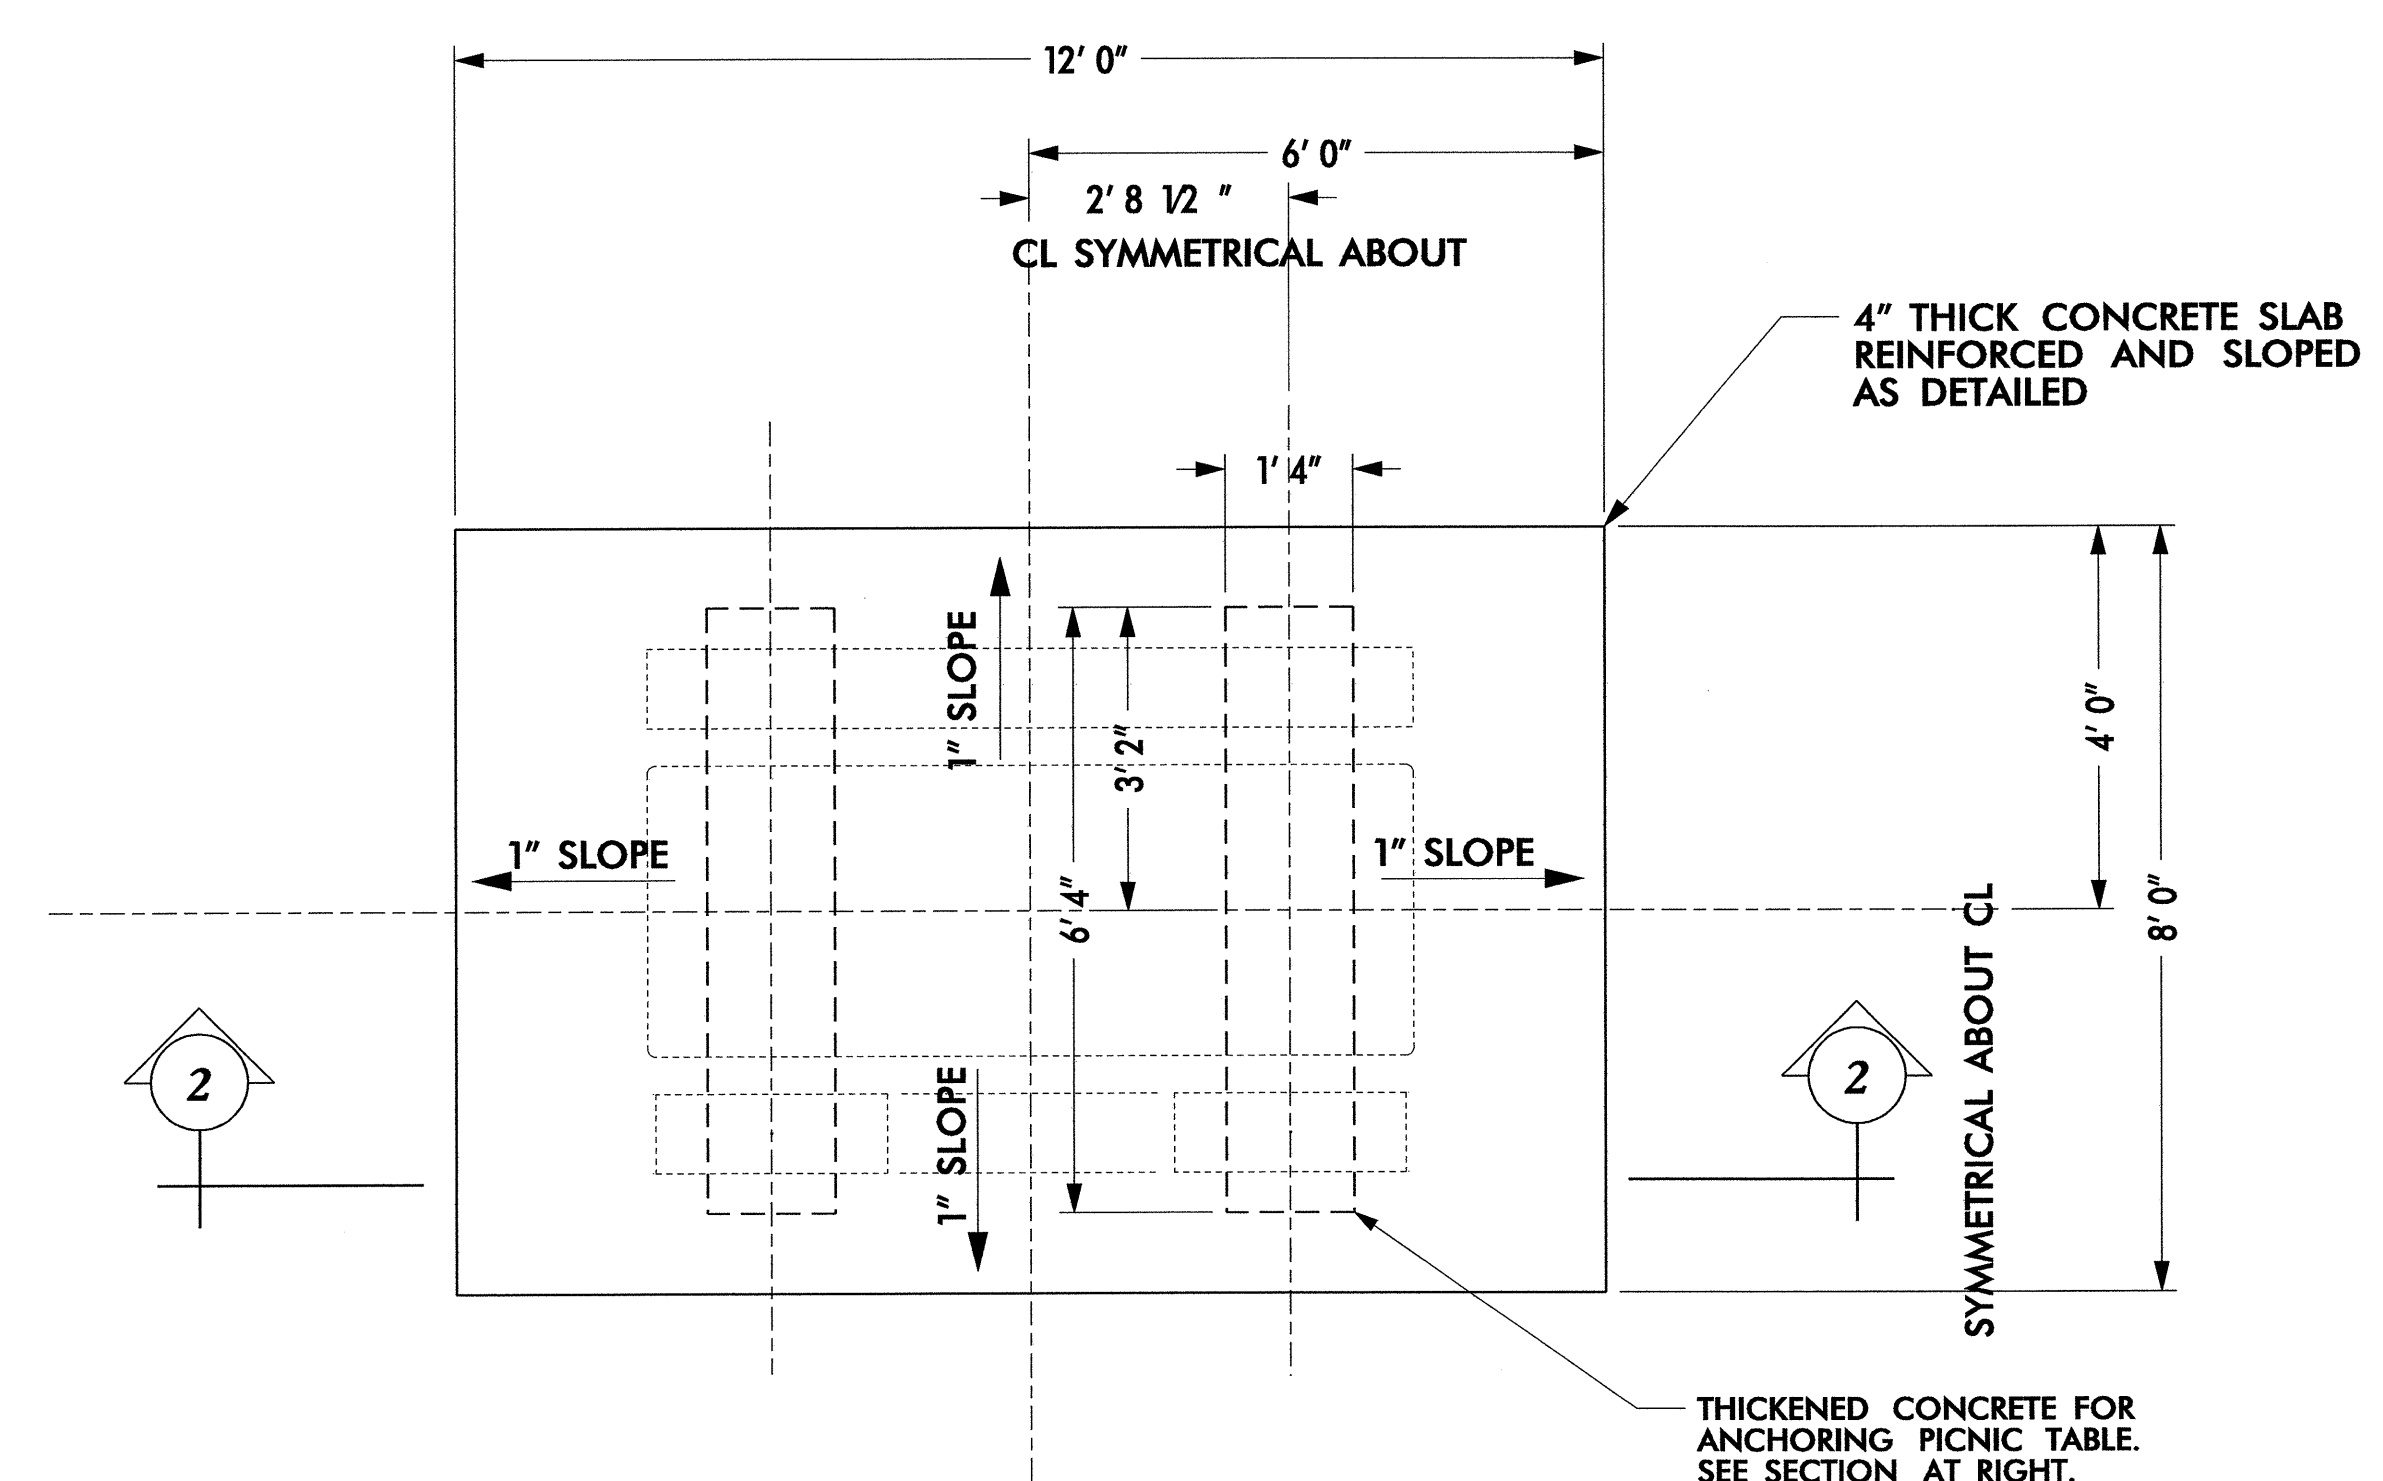 12' 0"
6' 0"
2' 8 1/2 "
CL SYMMETRICAL ABOUT
4" THICK CONCRETE SLAB
REINFORCED AND SLOPED
AS DETAILED
1' 4"
1" SLOPE
3' 2"
4' 0"
1" SLOPE
1" SLOPE
6' 4"
8' 0"
SYMMETRICAL ABOUT CL
2
2
1" SLOPE
THICKENED CONCRETE FOR
ANCHORING PICNIC TABLE.
SEE SECTION AT RIGHT.